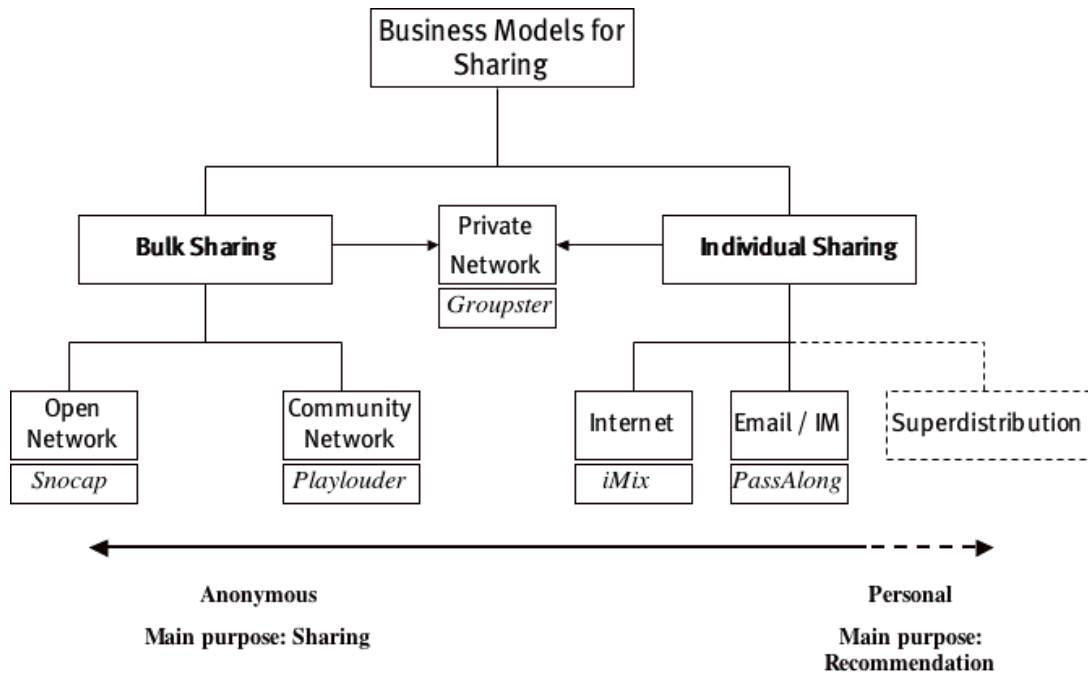 Business Models for
Sharing
Bulk Sharing
Private
Network
Groupster
Individual Sharing
Open
Network
Snocap
Community
Network
Playlouder
Internet
iMix
Email / IM
PassAlong
Superdistribution
Anonymous
Main purpose: Sharing
Personal
Main purpose:
Recommendation